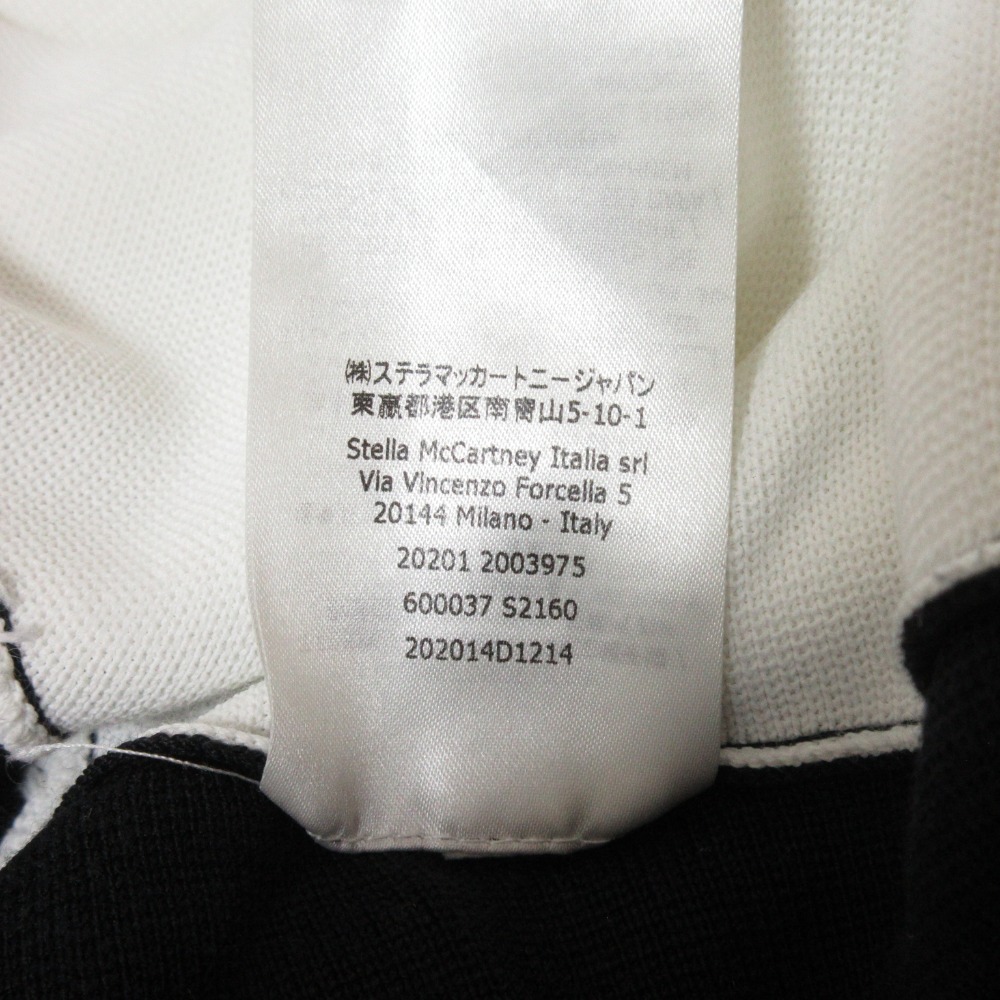 ㈱ステラマッカートニージャパン
東京都港区南青山5-10-1
Stella McCartney Italia srl
Via Vincenzo Forcella 5
20144 Milano - Italy
20201 2003975
600037 S2160
202014D1214